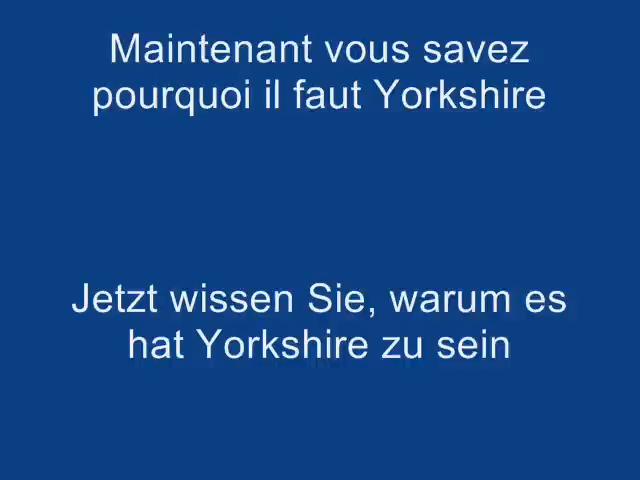 Maintenant vous savez
pourquoi il faut Yorkshire
Jetzt wissen Sie, warum es
hat Yorkshire zu sein